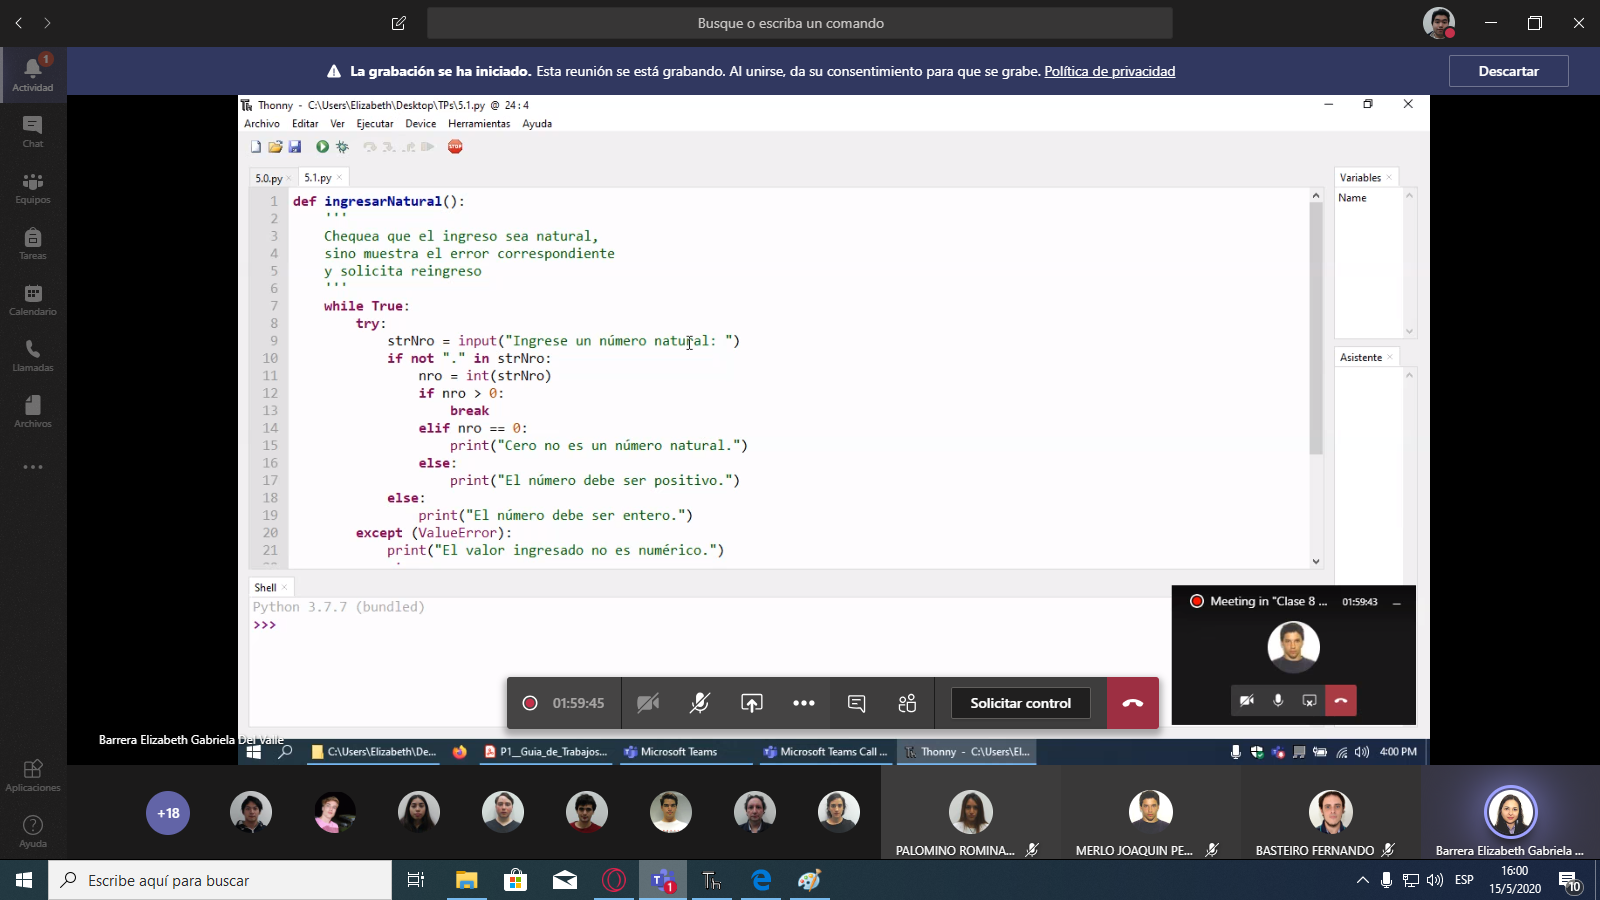 Busque o escriba un comando
La grabación se ha iniciado. Esta reunión se está grabando. Al unirse, da su consentimiento para que se grabe. Política de privacidad
Descartar
1
Actividad
Chat
Equipos
Tareas
Calendario
Llamadas
Archivos
Aplicaciones
Ayuda
Thonny - C:\Users\Elizabeth\Desktop\TPs\5.1.py @ 24:4
Archivo Editar Ver Ejecutar Device Herramientas Ayuda
STOP
5.0.py 5.1.py
1 def ingresarNatural():
2     '''
3     Chequea que el ingreso sea natural,
4     sino muestra el error correspondiente
5     y solicita reingreso
6     '''
7     while True:
8         try:
9             strNro = input("Ingrese un número natural: ")
10             if not "." in strNro:
11                 nro = int(strNro)
12                 if nro > 0:
13                     break
14                 elif nro == 0:
15                     print("Cero no es un número natural.")
16                 else:
17                     print("El número debe ser positivo.")
18             else:
19                 print("El número debe ser entero.")
20         except (ValueError):
21             print("El valor ingresado no es numérico.")
Variables
Name
Asistente
Shell
Python 3.7.7 (bundled)
>>>
Meeting in "Clase 8 ... 01:59:43
01:59:45
Solicitar control
Barrera Elizabeth Gabriela Del Valle
C:\Users\Elizabeth\De... P1__Guia_de_Trabajos... Microsoft Teams Microsoft Teams Call ... Thonny - C:\Users\El... 4:00 PM
+18
PALOMINO ROMINA... MERLO JOAQUIN PE... BASTEIRO FERNANDO Barrera Elizabeth Gabriela ...
Escribe aquí para buscar
1
ESP
16:00
15/5/2020
10